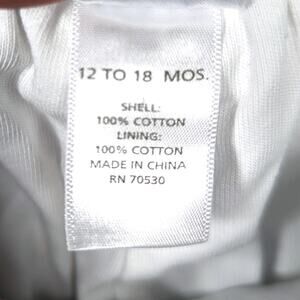 12 TO 18 MOS.
SHELL:
100% COTTON
LINING:
100% COTTON
MADE IN CHINA
RN 70530